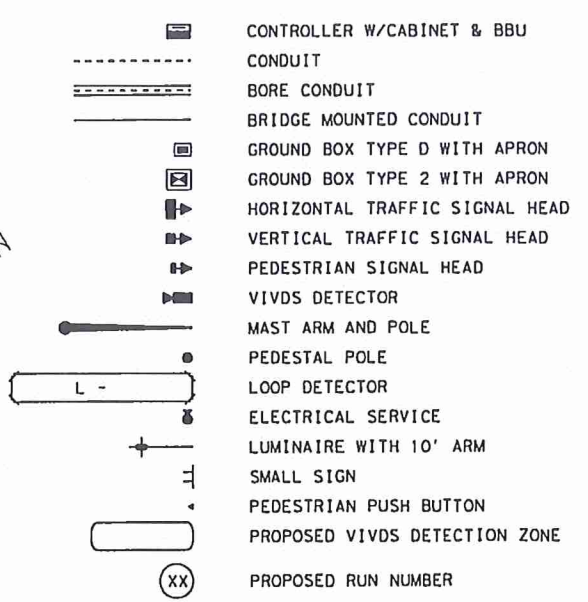 CONTROLLER W/CABINET & BBU
CONDUIT
BORE CONDUIT
BRIDGE MOUNTED CONDUIT
GROUND BOX TYPE D WITH APRON
GROUND BOX TYPE 2 WITH APRON
HORIZONTAL TRAFFIC SIGNAL HEAD
VERTICAL TRAFFIC SIGNAL HEAD
PEDESTRIAN SIGNAL HEAD
VIVDS DETECTOR
MAST ARM AND POLE
PEDESTAL POLE
L - LOOP DETECTOR
ELECTRICAL SERVICE
LUMINAIRE WITH 10' ARM
SMALL SIGN
PEDESTRIAN PUSH BUTTON
PROPOSED VIVDS DETECTION ZONE
XX PROPOSED RUN NUMBER